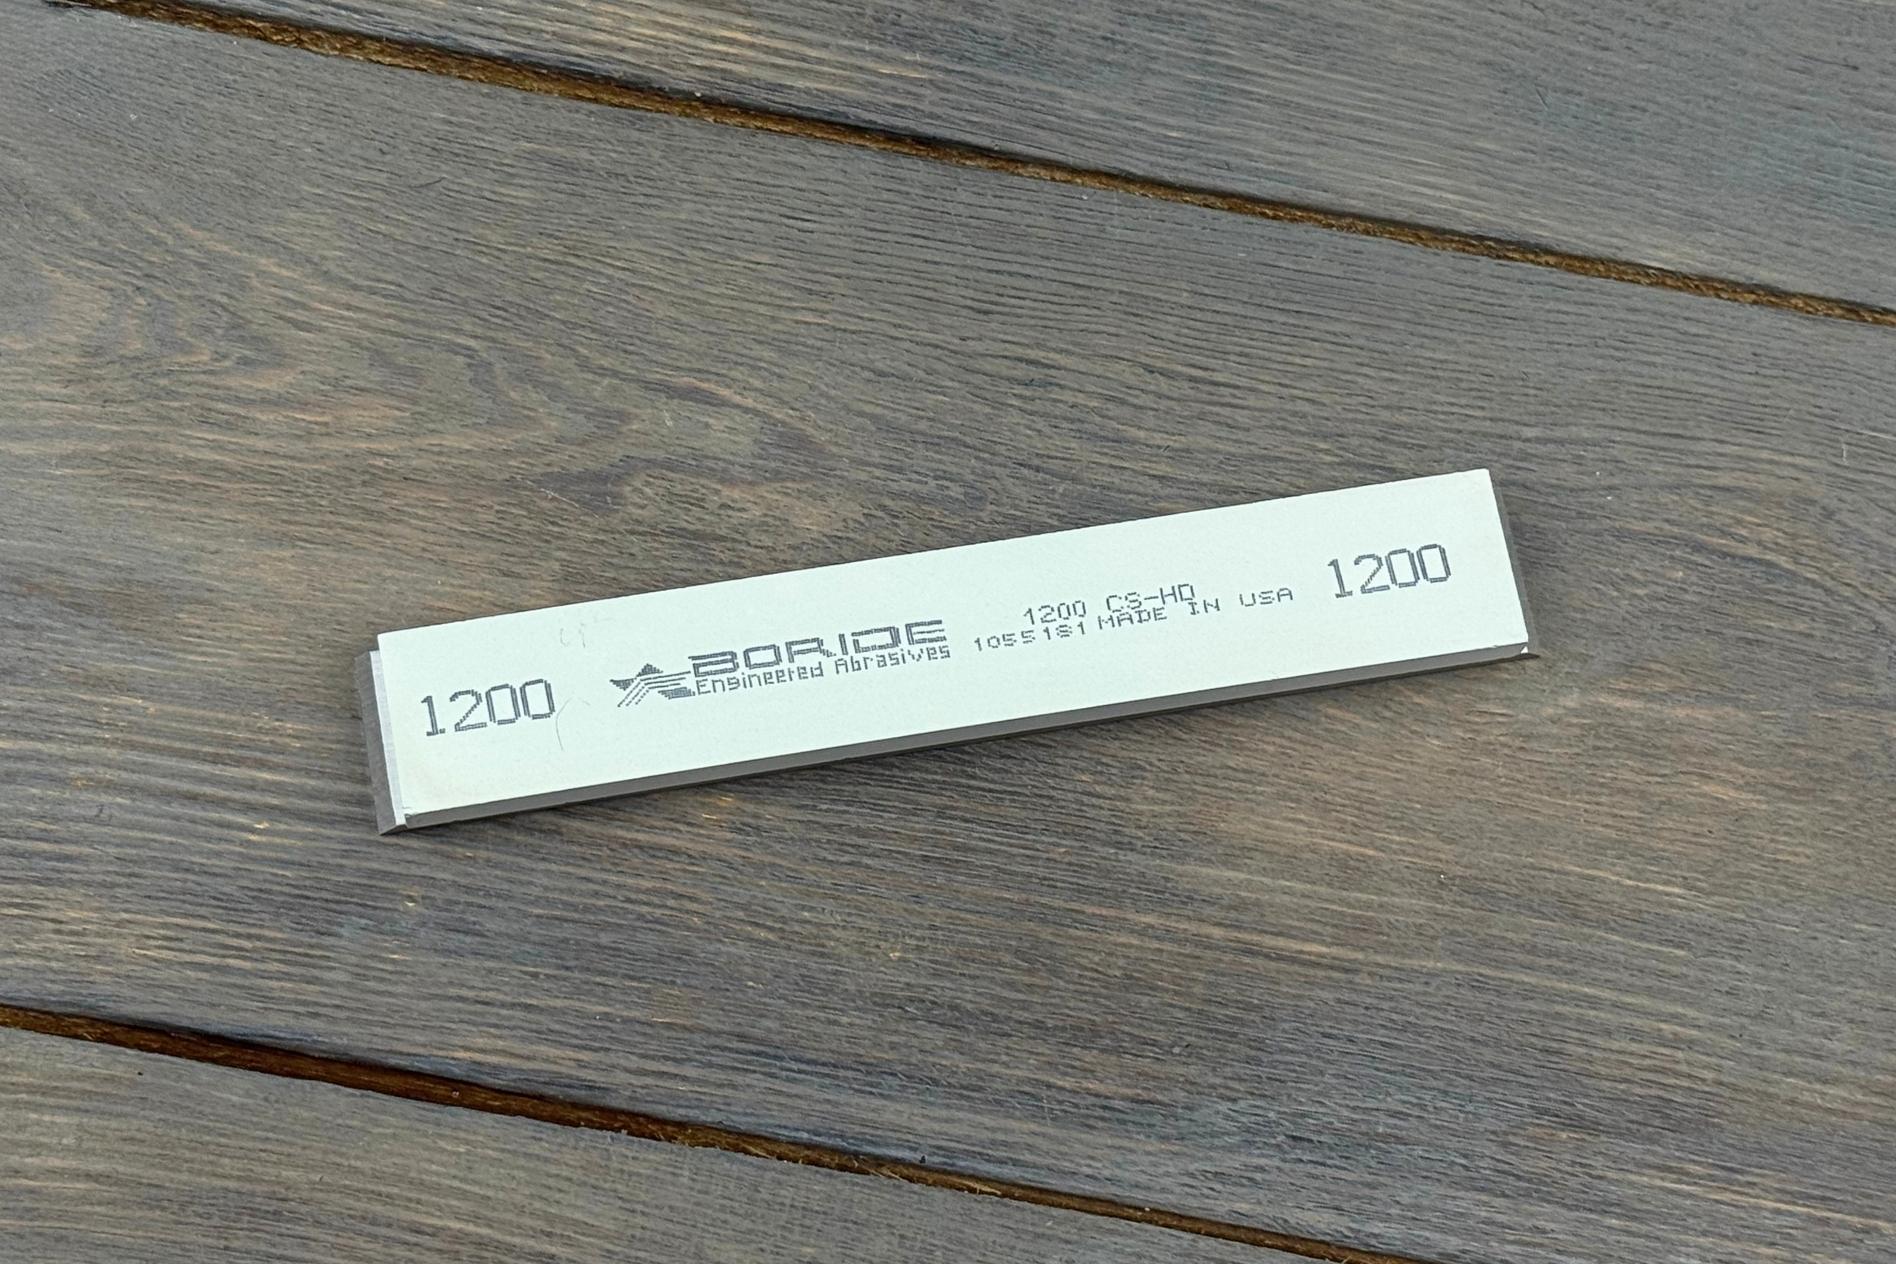 1200
BORIDE
Engineered Abrasives
1200 CS-HD
1055181 MADE IN USA
1200